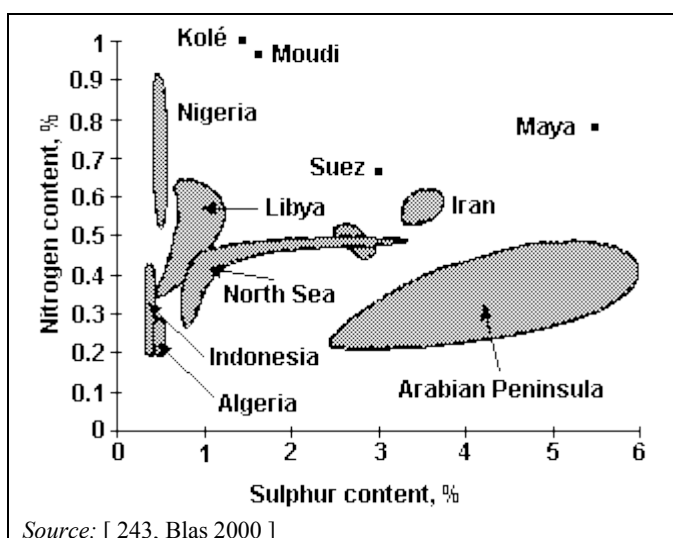 Kolé
Moudi
Nigeria
Maya
Suez
Libya
Iran
North Sea
Indonesia
Algeria
Arabian Peninsula
Nitrogen content, %
1
0.9
0.8
0.7
0.6
0.5
0.4
0.3
0.2
0.1
0
0 1 2 3 4 5 6
Sulphur content, %
Source: [ 243, Blas 2000 ]